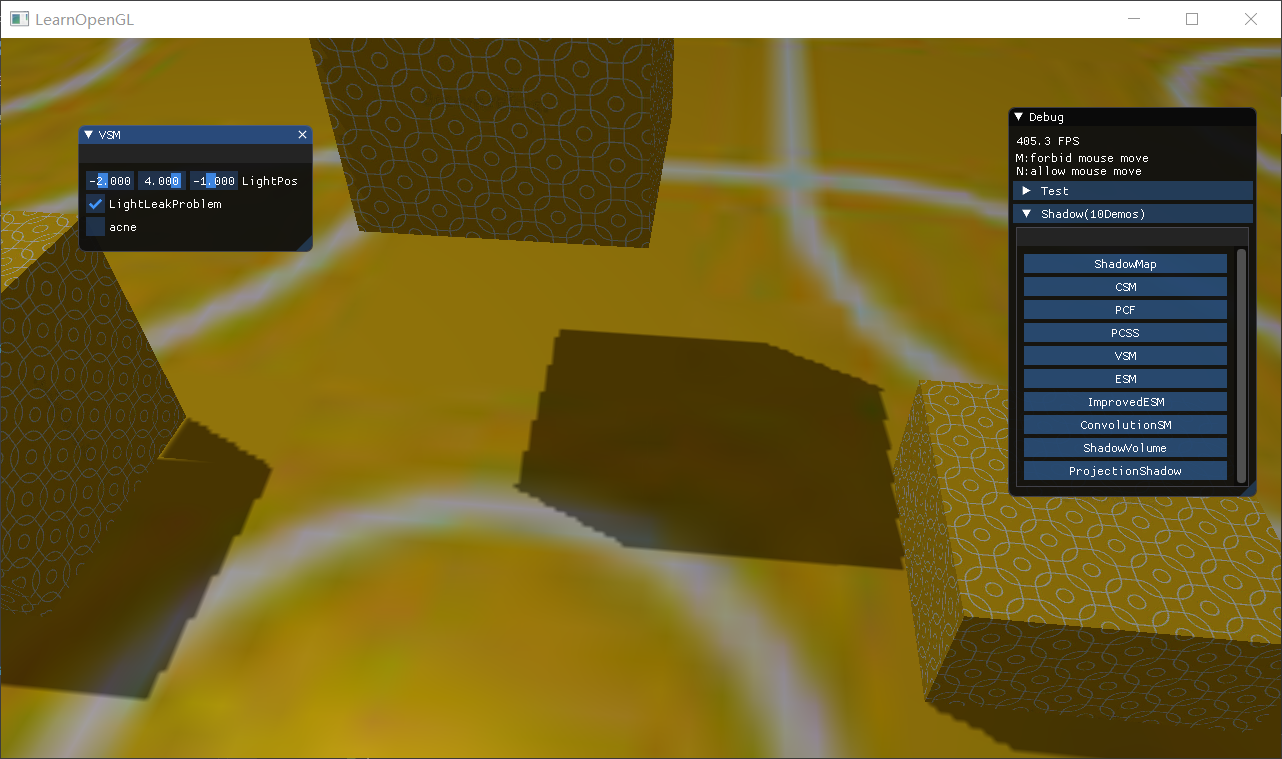 LearnOpenGL
VSM
-2.000 4.000 -1.000 LightPos
LightLeakProblem
acne
Debug
405.3 FPS
M:forbid mouse move
N:allow mouse move
Test
Shadow(10Demos)
ShadowMap
CSM
PCF
PCSS
VSM
ESM
ImprovedESM
ConvolutionSM
ShadowVolume
ProjectionShadow